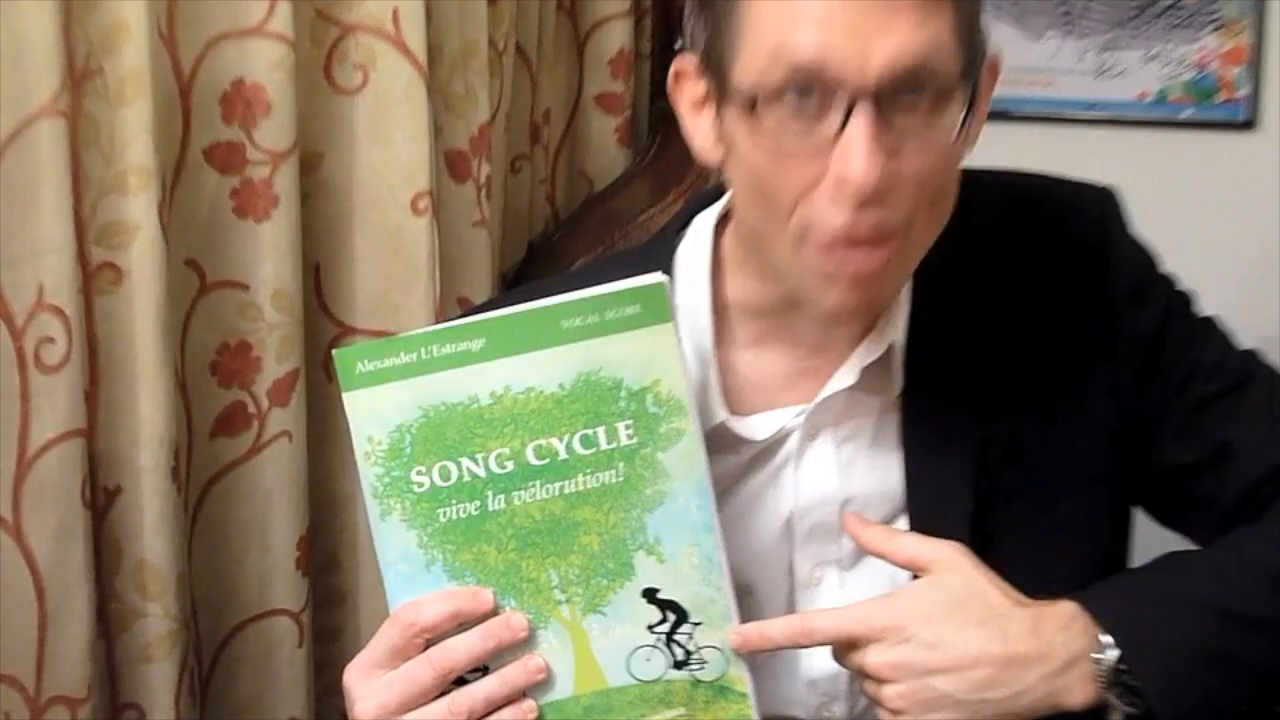 Alexander L'Estrange
VOCAL SCORE
SONG CYCLE
vive la vélorution!